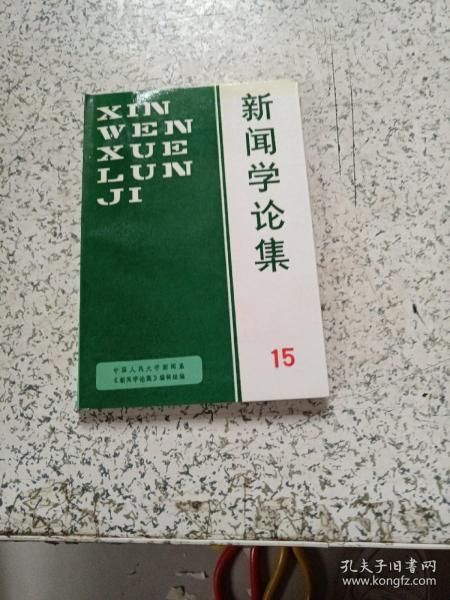 XIN
WEN
XUE
LUN
JI
新闻学论集
15
中国人民大学新闻系
《新闻学论集》编辑组编
孔夫子旧书网
www.kongfz.com